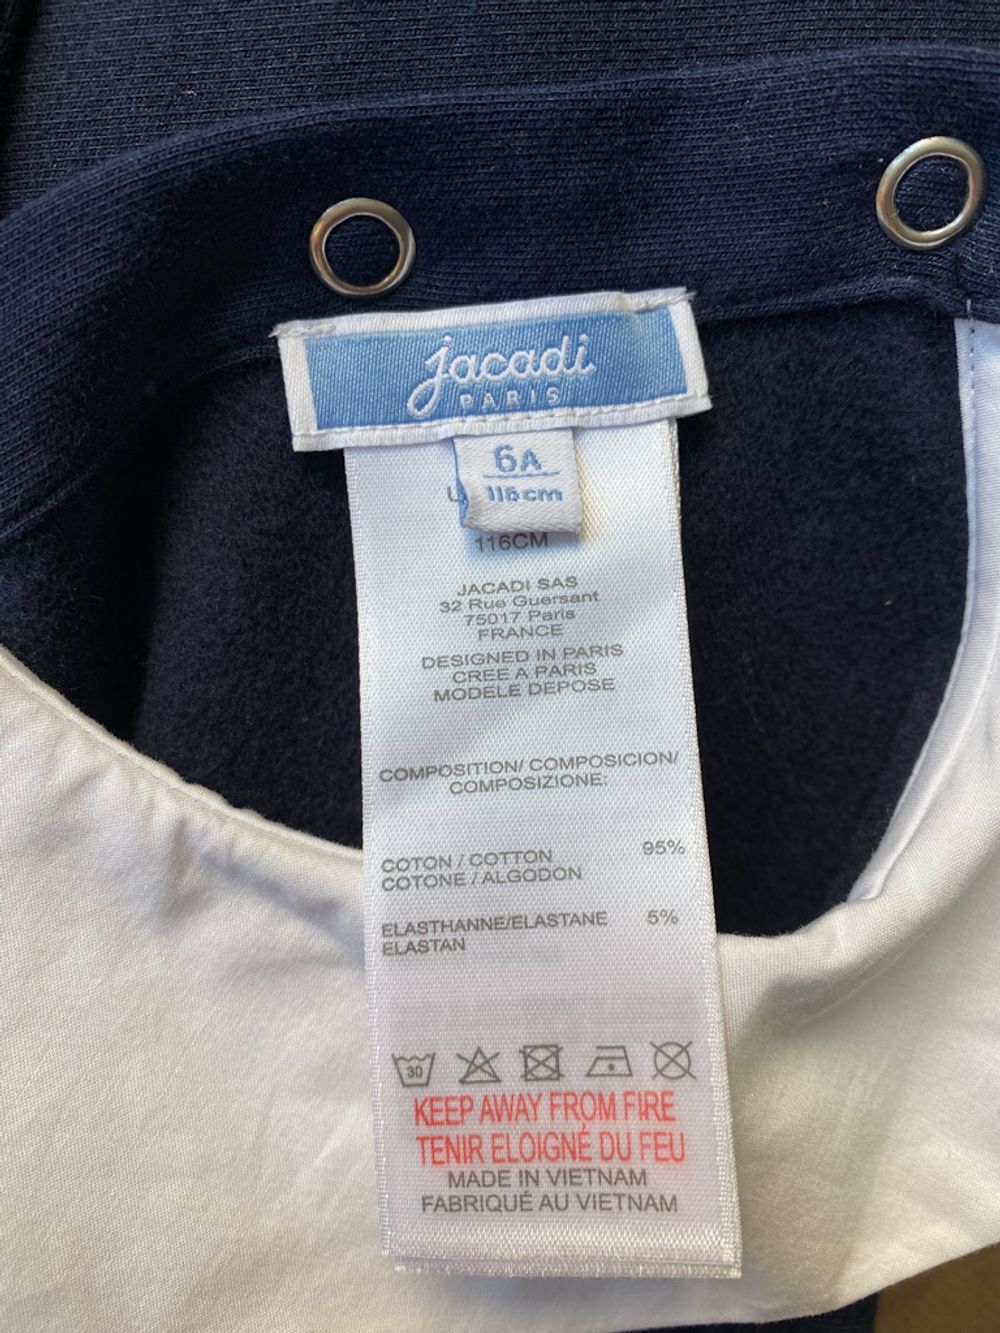 jacadi
PARIS
6A
116 cm
116CM
JACADI SAS
32 Rue Guersant
75017 Paris
FRANCE
DESIGNED IN PARIS
CREE A PARIS
MODELE DEPOSE
COMPOSITION/ COMPOSICION/
COMPOSIZIONE:
COTON / COTTON 95%
COTONE / ALGODON
ELASTHANNE/ELASTANE 5%
ELASTAN
30
KEEP AWAY FROM FIRE
TENIR ELOIGNÉ DU FEU
MADE IN VIETNAM
FABRIQUÉ AU VIETNAM